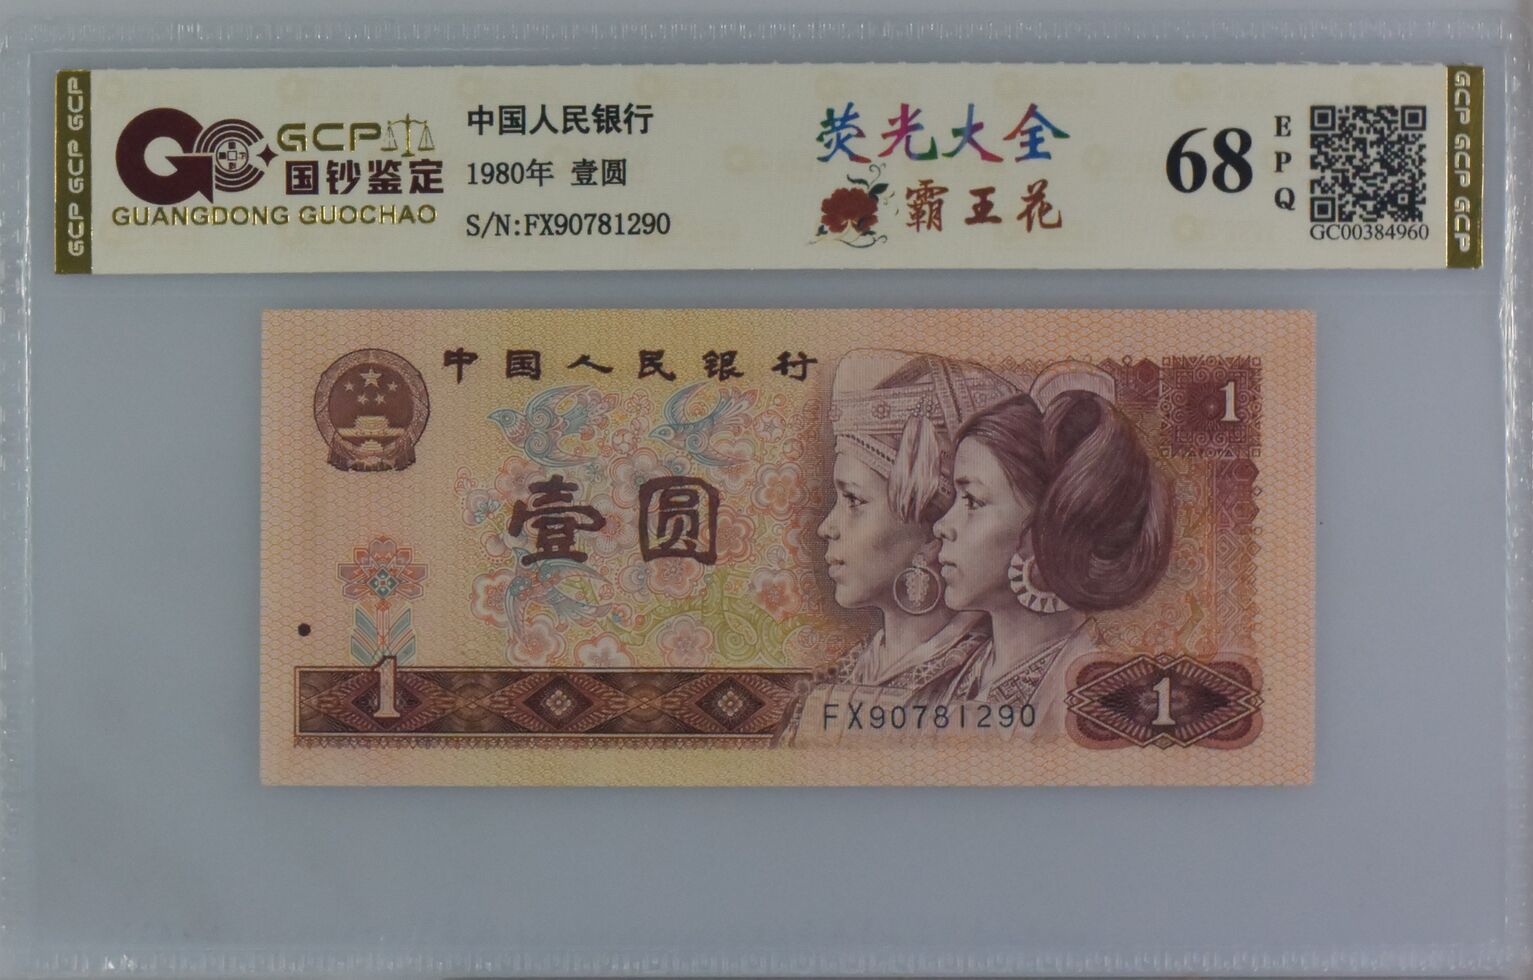 GCP GCP GCP
GCP
国钞鉴定
GUANGDONG GUOCHAO
中国人民银行
1980年 壹圆
S/N:FX90781290
荧光大全
霸王花
68
EPQ
GC00384960
GCP GCP GCP
中国人民银行
1
壹圆
1
FX90781290
1